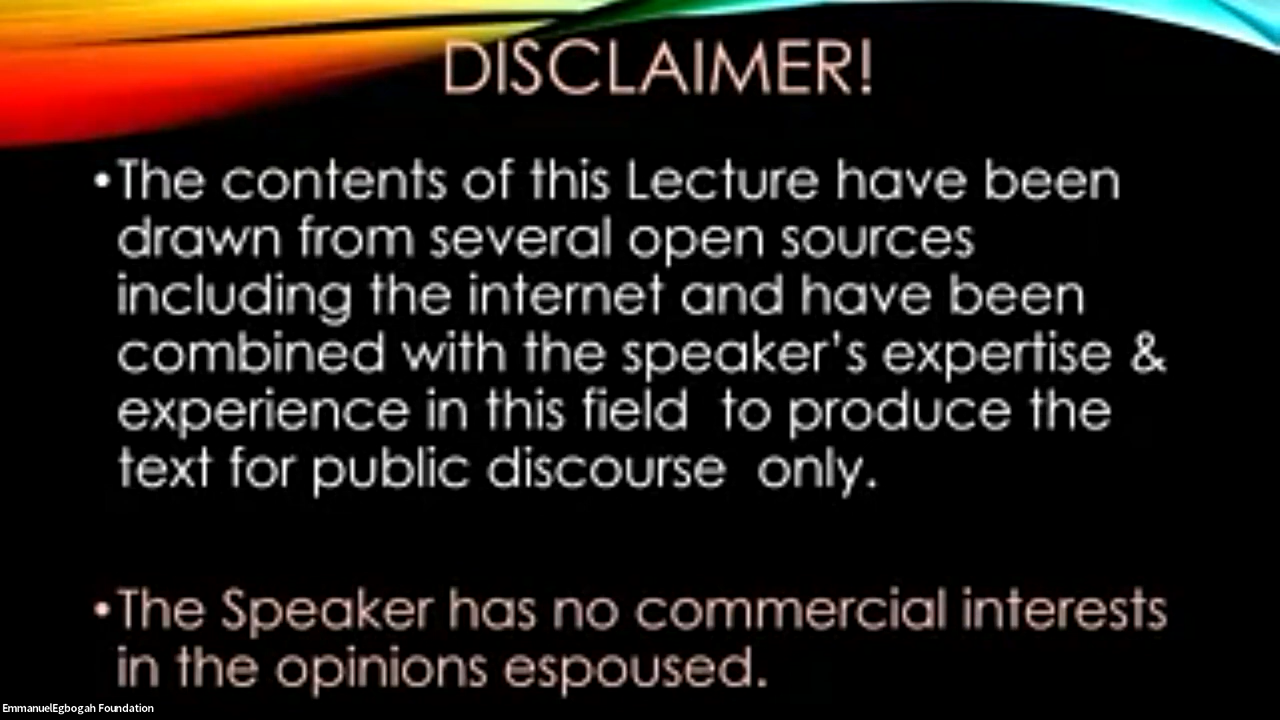 DISCLAIMER!
•The contents of this Lecture have been
drawn from several open sources
including the internet and have been
combined with the speaker's expertise &
experience in this field  to produce the
text for public discourse  only.
•The Speaker has no commercial interests
in the opinions espoused.
EmmanuelEgbogah Foundation